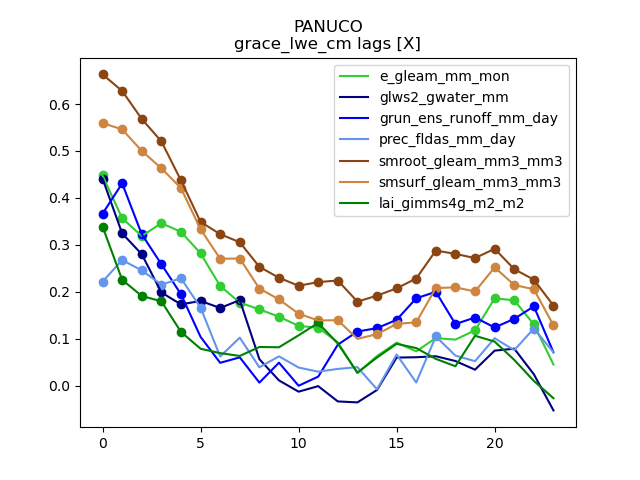 PANUCO
grace_lwe_cm lags [X]
e_gleam_mm_mon
glws2_gwater_mm
grun_ens_runoff_mm_day
prec_fldas_mm_day
smroot_gleam_mm3_mm3
smsurf_gleam_mm3_mm3
lai_gimms4g_m2_m2
0.6
0.5
0.4
0.3
0.2
0.1
0.0
0 5 10 15 20